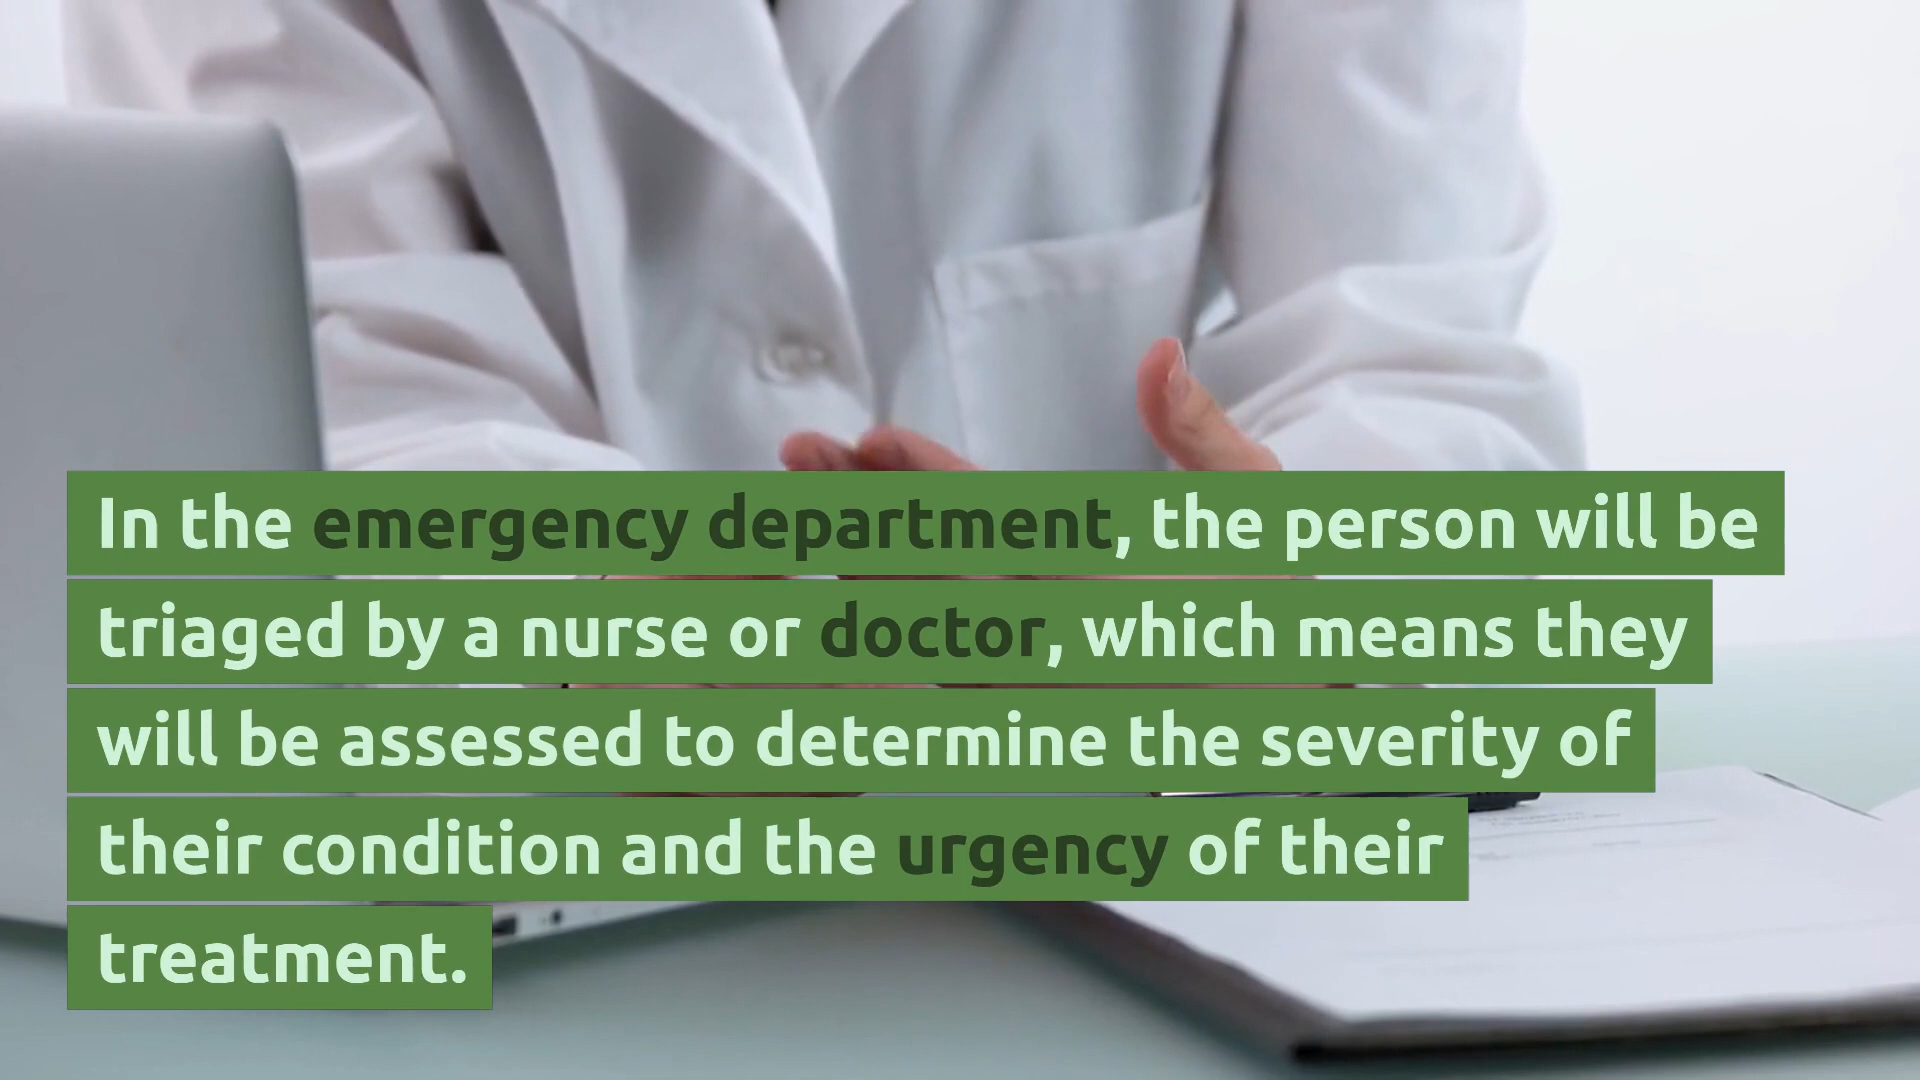 In the emergency department, the person will be
triaged by a nurse or doctor, which means they
will be assessed to determine the severity of
their condition and the urgency of their
treatment.